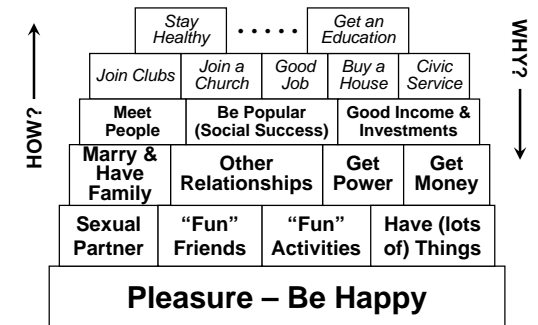 Stay
Healthy
. . . . .
Get an
Education
Join Clubs
Join a
Church
Good
Job
Buy a
House
Civic
Service
Meet
People
Be Popular
(Social Success)
Good Income &
Investments
Marry &
Have
Family
Other
Relationships
Get
Power
Get
Money
Sexual
Partner
“Fun”
Friends
“Fun”
Activities
Have (lots
of) Things
Pleasure – Be Happy
HOW?
WHY?